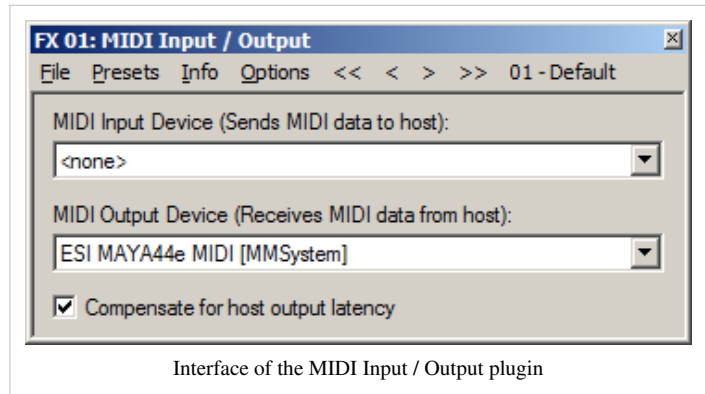 FX 01: MIDI Input / Output
File Presets Info Options << < > >> 01 - Default
MIDI Input Device (Sends MIDI data to host):
<none>
MIDI Output Device (Receives MIDI data from host):
ESI MAYA44e MIDI [MMSystem]
Compensate for host output latency
Interface of the MIDI Input / Output plugin